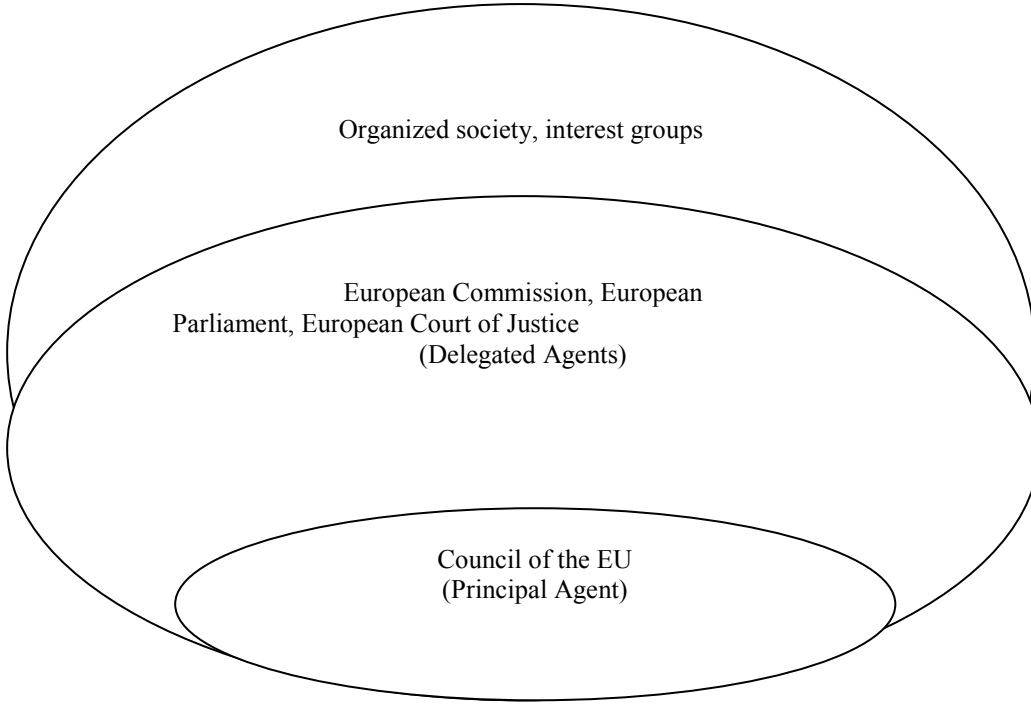 Organized society, interest groups
European Commission, European
Parliament, European Court of Justice
(Delegated Agents)
Council of the EU
(Principal Agent)